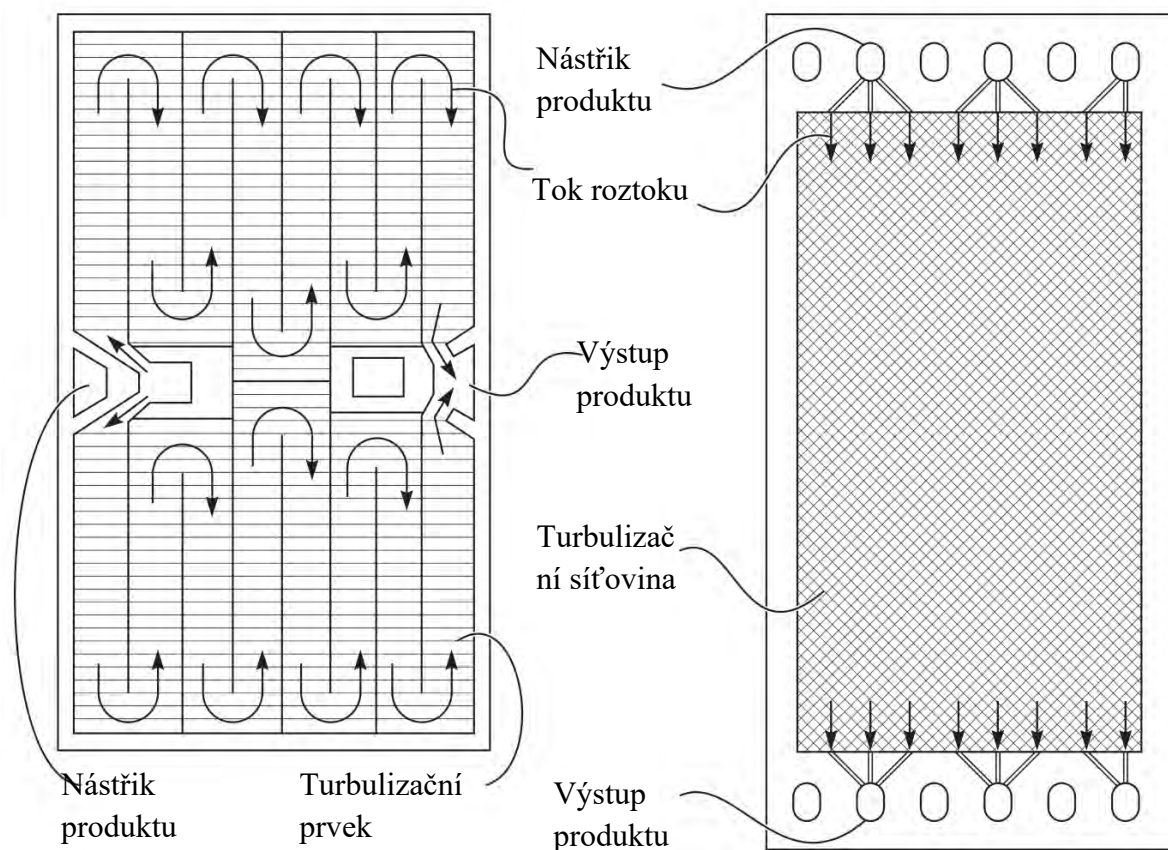 Nástřik
produktu
Tok roztoku
Výstup
produktu
Turbulizač
ní síťovina
Nástřik
produktu
Turbulizační
prvek
Výstup
produktu